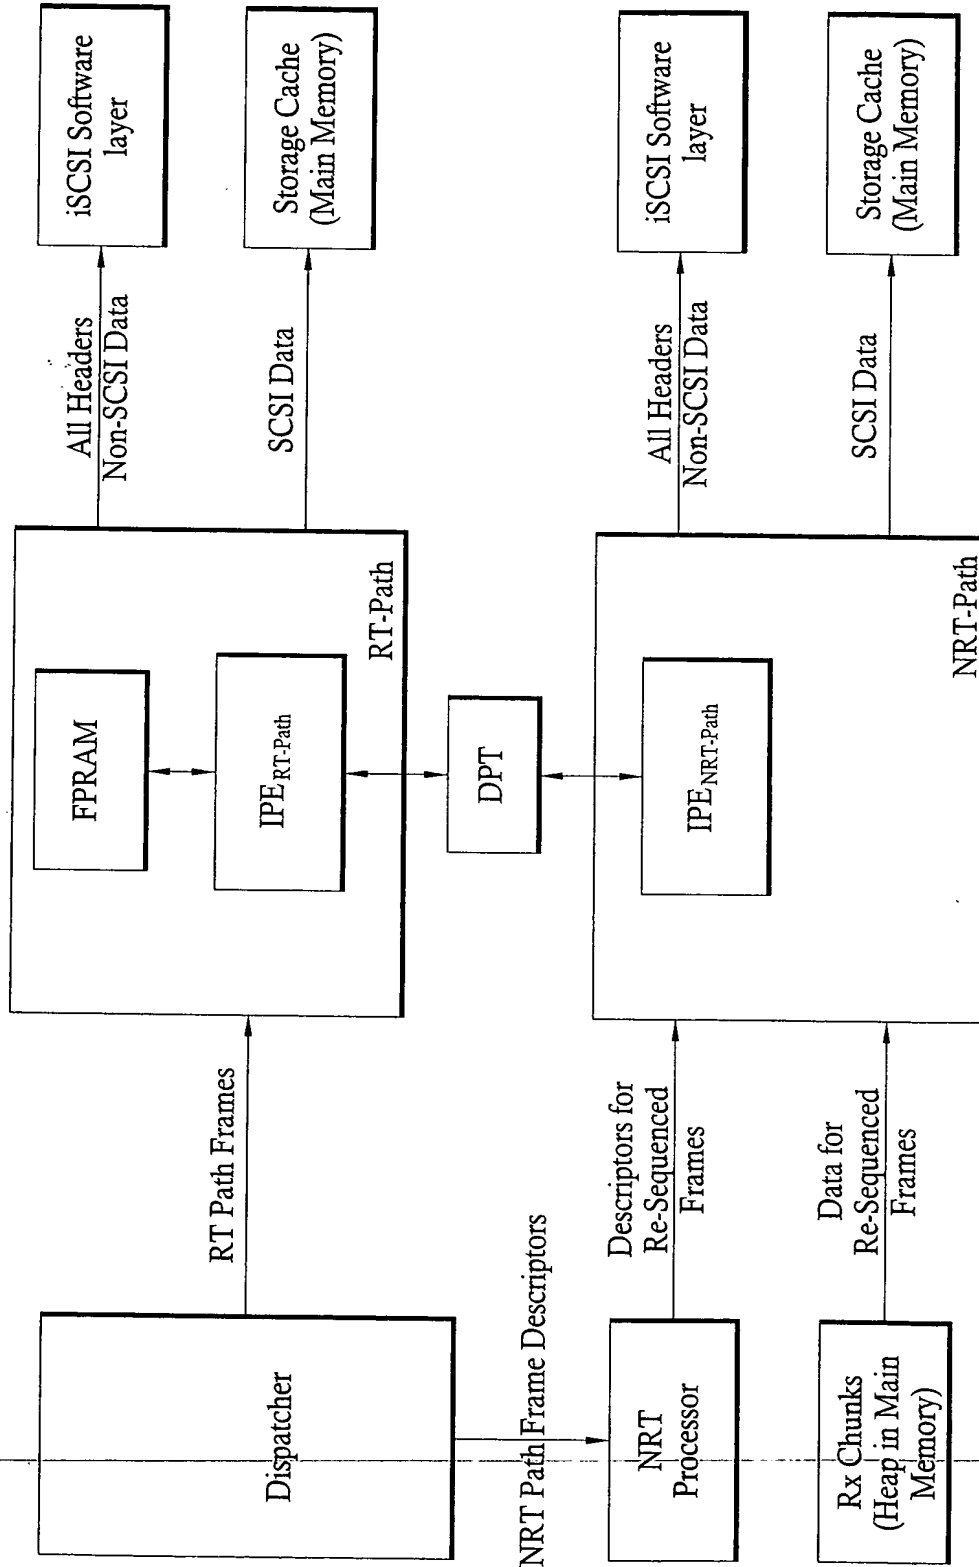 Dispatcher
RT Path Frames
FPRAM
IPERT-Path
RT-Path
All Headers
Non-SCSI Data
SCSI Data
iSCSI Software
layer
Storage Cache
(Main Memory)
DPT
NRT Path Frame Descriptors
NRT
Processor
Rx Chunks
(Heap in Main
Memory)
Descriptors for
Re-Sequenced
Frames
Data for
Re-Sequenced
Frames
IPENRT-Path
NRT-Path
All Headers
Non-SCSI Data
SCSI Data
iSCSI Software
layer
Storage Cache
(Main Memory)